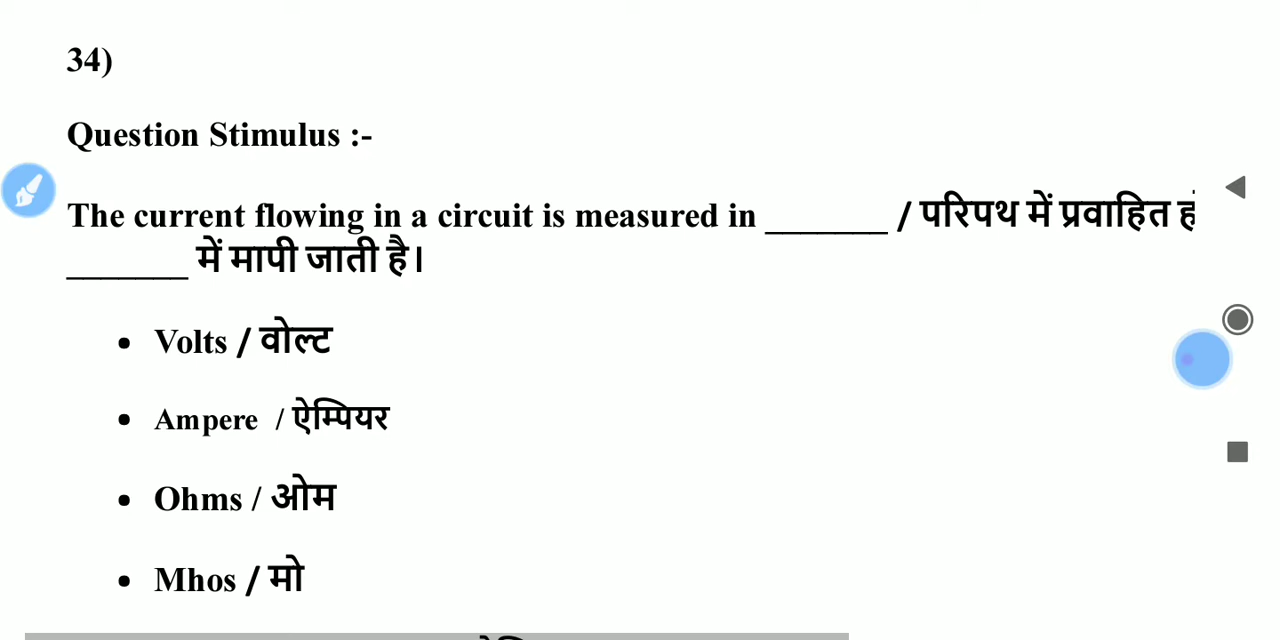 34)
Question Stimulus :-
The current flowing in a circuit is measured in _______ / परिपथ में प्रवाहित
_______ में मापी जाती है।
Volts / वोल्ट
Ampere / ऐम्पियर
Ohms / ओम
Mhos / मो